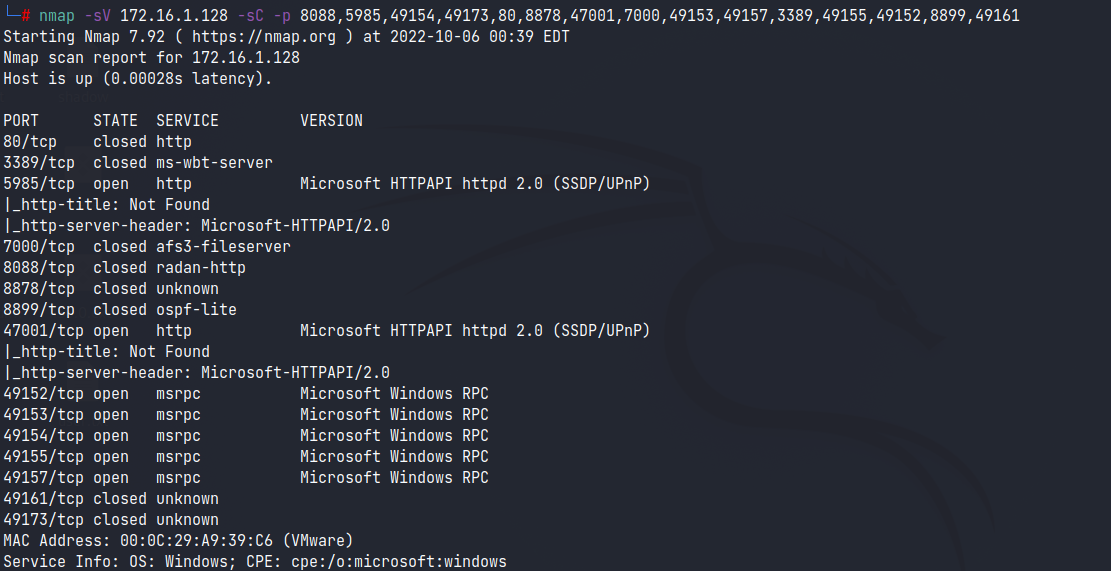 └─# nmap -sV 172.16.1.128 -sC -p 8088,5985,49154,49173,80,8878,47001,7000,49153,49157,3389,49155,49152,8899,49161
Starting Nmap 7.92 ( https://nmap.org ) at 2022-10-06 00:39 EDT
Nmap scan report for 172.16.1.128
Host is up (0.00028s latency).

PORT      STATE  SERVICE        VERSION
80/tcp    closed http
3389/tcp  closed ms-wbt-server
5985/tcp  open   http           Microsoft HTTPAPI httpd 2.0 (SSDP/UPnP)
|_http-title: Not Found
|_http-server-header: Microsoft-HTTPAPI/2.0
7000/tcp  closed afs3-fileserver
8088/tcp  closed radan-http
8878/tcp  closed unknown
8899/tcp  closed ospf-lite
47001/tcp open   http           Microsoft HTTPAPI httpd 2.0 (SSDP/UPnP)
|_http-title: Not Found
|_http-server-header: Microsoft-HTTPAPI/2.0
49152/tcp open   msrpc          Microsoft Windows RPC
49153/tcp open   msrpc          Microsoft Windows RPC
49154/tcp open   msrpc          Microsoft Windows RPC
49155/tcp open   msrpc          Microsoft Windows RPC
49157/tcp open   msrpc          Microsoft Windows RPC
49161/tcp closed unknown
49173/tcp closed unknown
MAC Address: 00:0C:29:A9:39:C6 (VMware)
Service Info: OS: Windows; CPE: cpe:/o:microsoft:windows